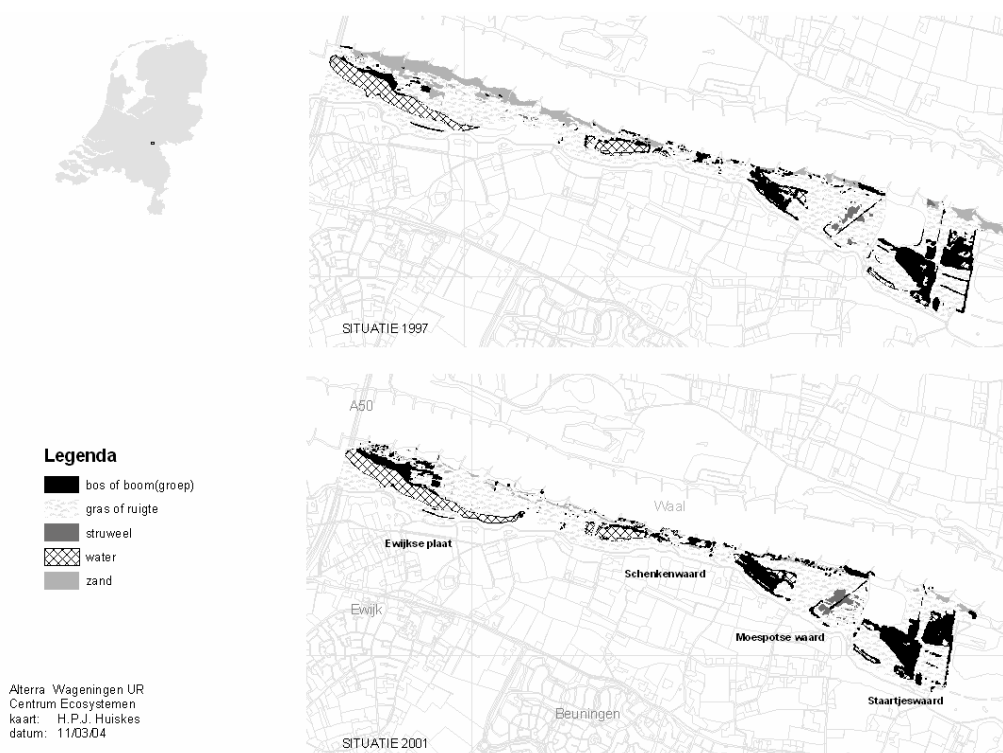 SITUATIE 1997
A50
Waal
Ewijkse plaat
Schenkenwaard
Ewijk
Moespotse waard
Staartjeswaard
Beuningen
SITUATIE 2001
Legenda
bos of boom(groep)
gras of ruigte
struweel
water
zand
Alterra Wageningen UR
Centrum Ecosystemen
kaart: H.P.J. Huiskes
datum: 11/03/04